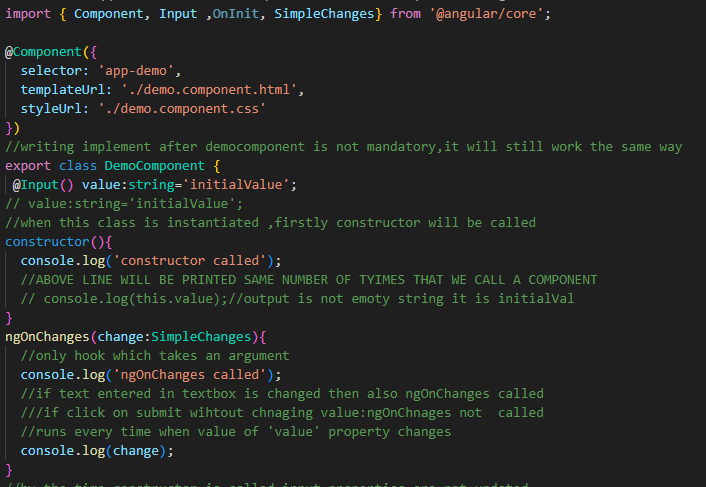 import { Component, Input ,OnInit, SimpleChanges} from '@angular/core';
@Component({
selector: 'app-demo',
templateUrl: './demo.component.html',
styleUrl: './demo.component.css'
})
//writing implement after democomponent is not mandatory,it will still work the same way
export class DemoComponent {
@Input() value:string='initialValue';
// value:string='initialValue';
//when this class is instantiated ,firstly constructor will be called
constructor(){
console.log('constructor called');
//ABOVE LINE WILL BE PRINTED SAME NUMBER OF TYIMES THAT WE CALL A COMPONENT
// console.log(this.value);//output is not emoty string it is initialVal
}
ngOnChanges(change:SimpleChanges){
//only hook which takes an argument
console.log('ngOnChanges called');
//if text entered in textbox is changed then also ngOnChanges called
///if click on submit wihtout chnaging value:ngOnChnages not  called
//runs every time when value of 'value' property changes
console.log(change);
}